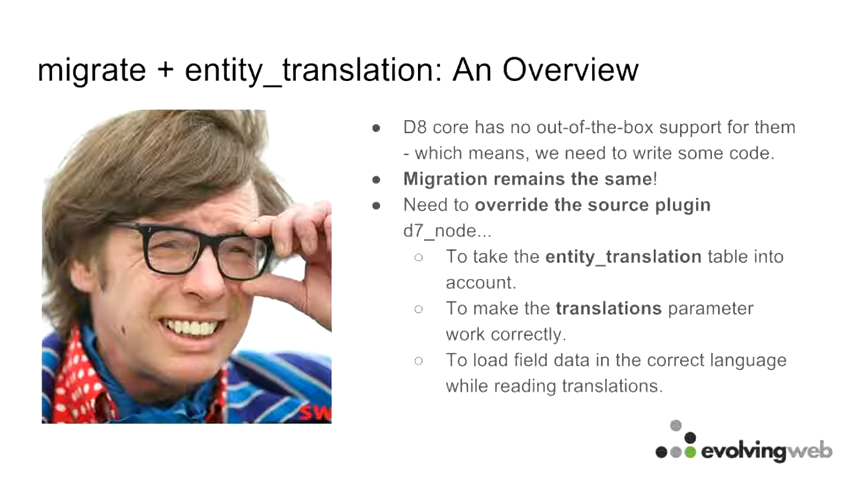 migrate + entity_translation: An Overview
● D8 core has no out-of-the-box support for them
- which means, we need to write some code.
● Migration remains the same!
● Need to override the source plugin
d7_node...
○ To take the entity_translation table into
account.
○ To make the translations parameter
work correctly.
○ To load field data in the correct language
while reading translations.
sw
evolvingweb